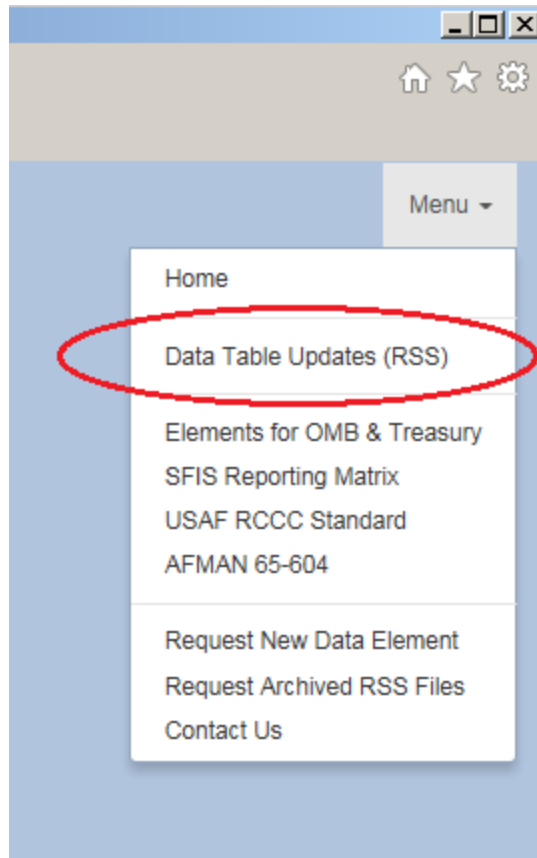 Menu
Home
Data Table Updates (RSS)
Elements for OMB & Treasury
SFIS Reporting Matrix
USAF RCCC Standard
AFMAN 65-604
Request New Data Element
Request Archived RSS Files
Contact Us